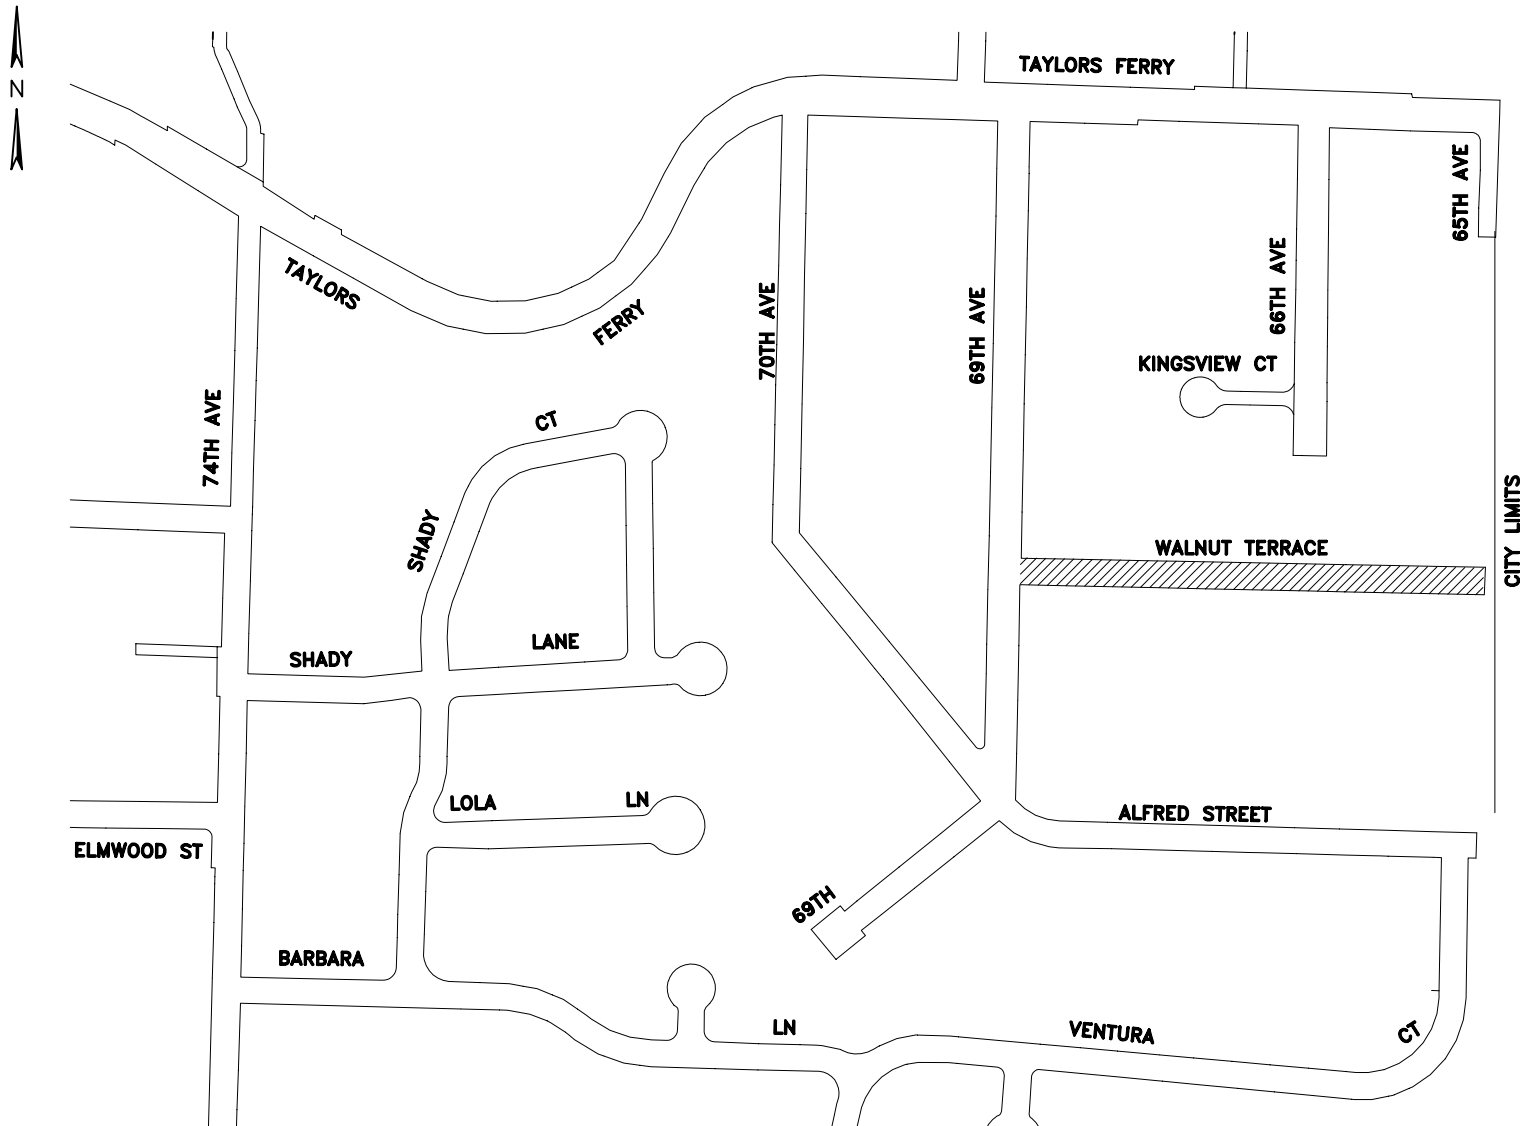 TAYLORS FERRY
N
65TH AVE
66TH AVE
TAYLORS
FERRY
70TH AVE
69TH AVE
KINGSVIEW CT
74TH AVE
CT
SHADY
CITY LIMITS
WALNUT TERRACE
LANE
SHADY
LOLA
LN
ALFRED STREET
ELMWOOD ST
69TH
BARBARA
LN
VENTURA
CT